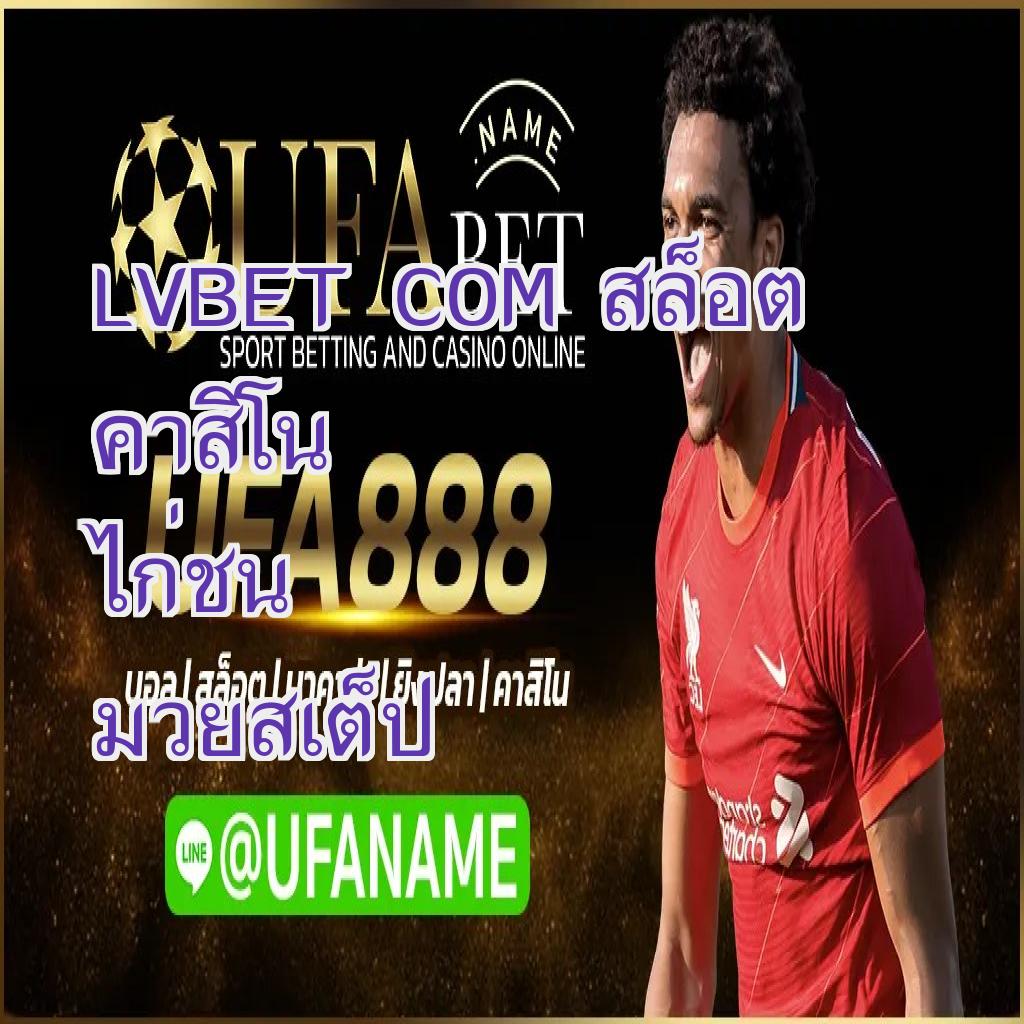 .NAME
UFA BET
LVBET COM สล็อต
SPORT BETTING AND CASINO ONLINE
คาสิโน
UFA888
ไก่ชน
บอล | สล็อต | บาคาร่า | ยิงปลา | คาสิโน
มวยสเต็ป
LINE @UFANAME